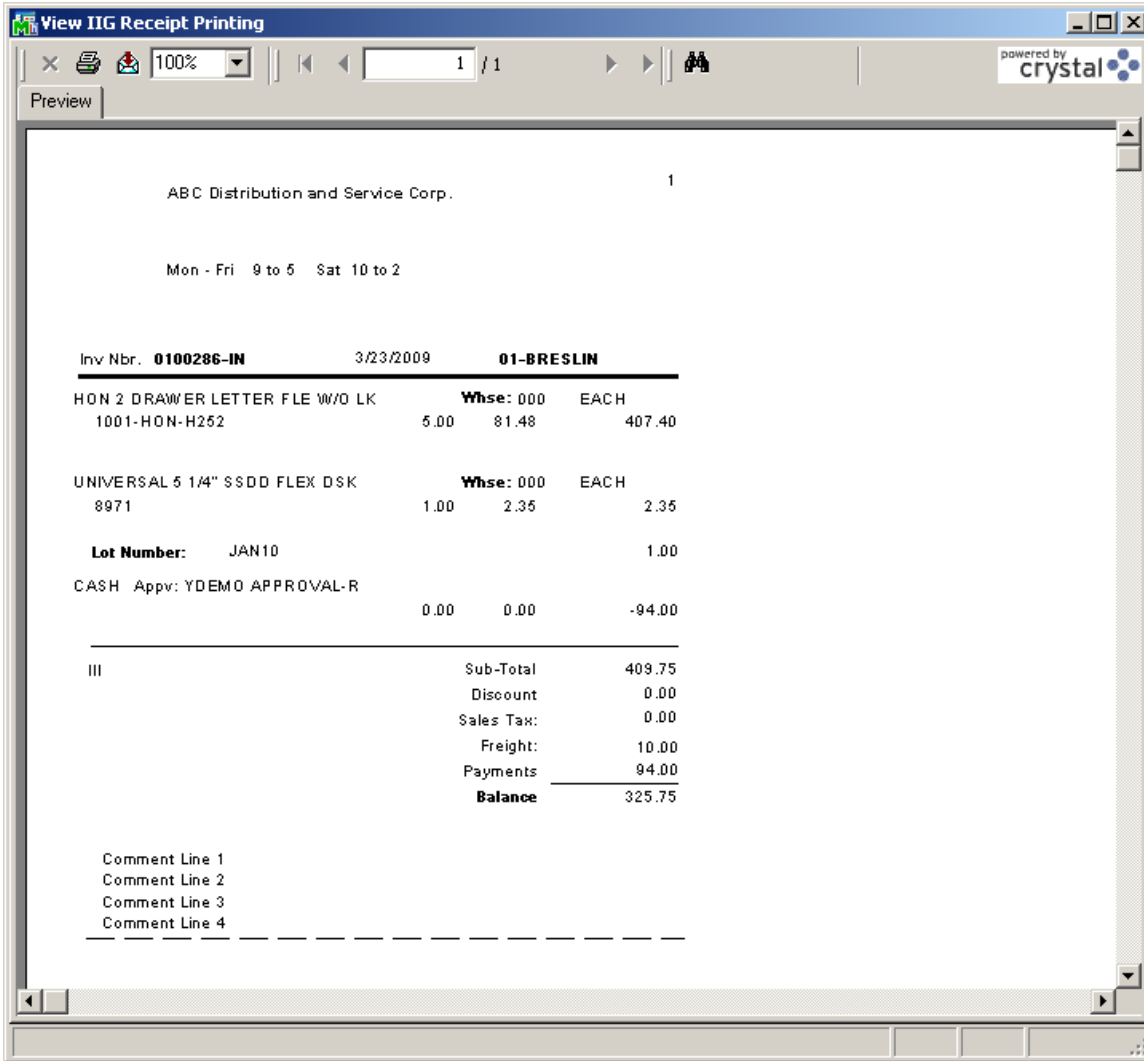 View IIG Receipt Printing
100% 1 / 1 powered by crystal
Preview
ABC Distribution and Service Corp. 1
Mon - Fri 9 to 5 Sat 10 to 2
Inv Nbr. 0100286-IN 3/23/2009 01-BRESLIN
HON 2 DRAWER LETTER FLE W/O LK Whse: 000 EACH
1001-HON-H252 5.00 81.48 407.40
UNIVERSAL 5 1/4" SSDD FLEX DSK Whse: 000 EACH
8971 1.00 2.35 2.35
Lot Number: JAN10 1.00
CASH Appv: YDEMO APPROVAL-R
0.00 0.00 -94.00
III Sub-Total 409.75
Discount 0.00
Sales Tax: 0.00
Freight: 10.00
Payments 94.00
Balance 325.75
Comment Line 1
Comment Line 2
Comment Line 3
Comment Line 4